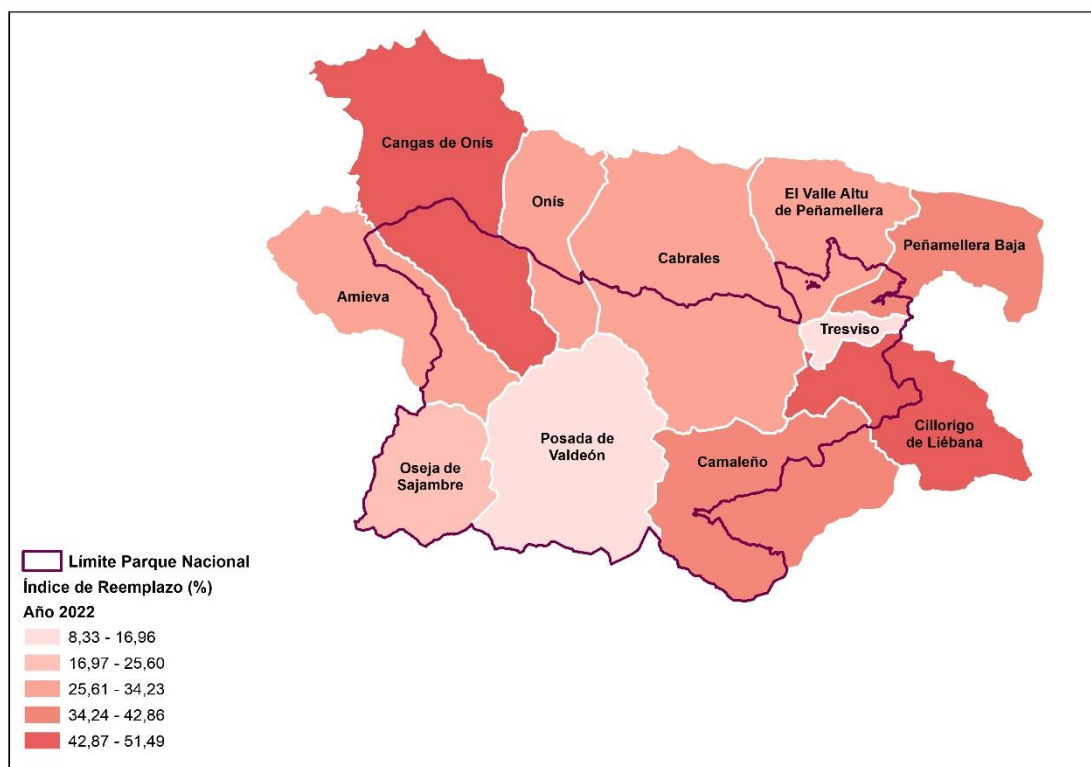 Cangas de Onís
Onís
El Valle Altu
de Peñamellera
Peñamellera Baja
Cabrales
Amieva
Tresviso
Cillorigo
de Liébana
Posada de
Valdeón
Camaleño
Oseja de
Sajambre
Límite Parque Nacional
Índice de Reemplazo (%)
Año 2022
8,33 - 16,96
16,97 - 25,60
25,61 - 34,23
34,24 - 42,86
42,87 - 51,49